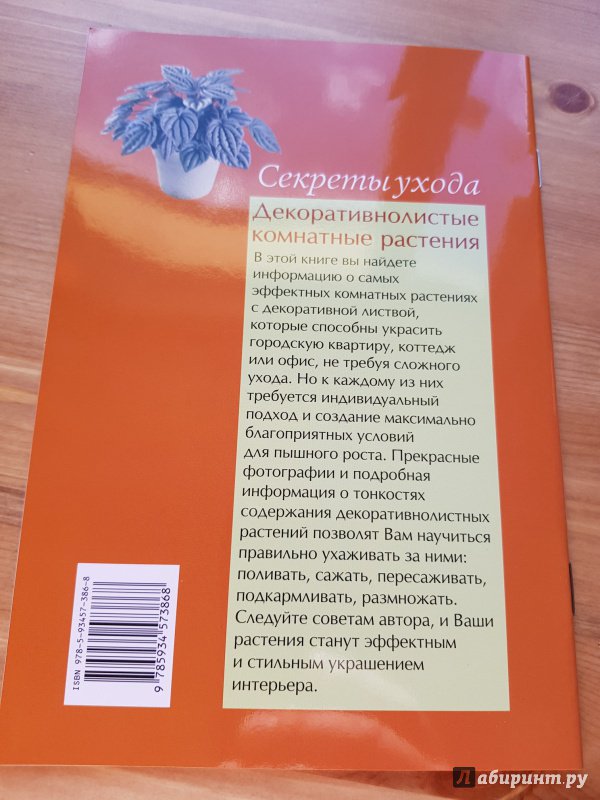 Секреты ухода
Декоративнолистые
комнатные растения
В этой книге вы найдете
информацию о самых
эффектных комнатных растениях
с декоративной листвой,
которые способны украсить
городскую квартиру, коттедж
или офис, не требуя сложного
ухода. Но к каждому из них
требуется индивидуальный
подход и создание максимально
благоприятных условий
для пышного роста. Прекрасные
фотографии и подробная
информация о тонкостях
содержания декоративнолистных
растений позволят Вам научиться
правильно ухаживать за ними:
поливать, сажать, пересаживать,
подкармливать, размножать.
Следуйте советам автора, и Ваши
растения станут эффектным
и стильным украшением
интерьера.
ISBN 978-5-93457-386-8
9 785934 573868
Лабиринт.ру